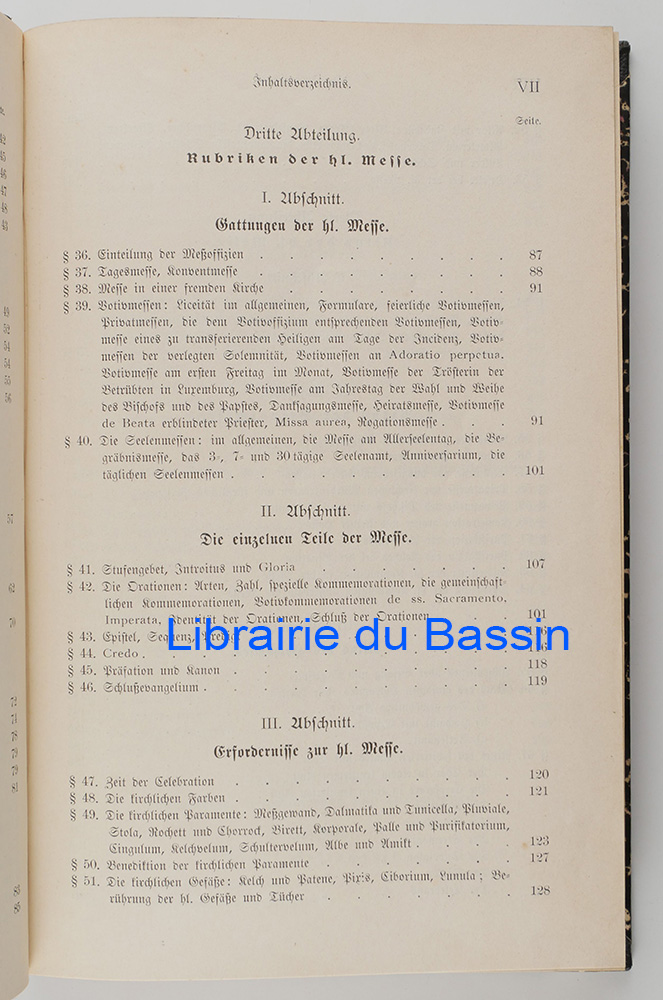 Inhaltsverzeichnis. VII
Seite.
Dritte Abteilung.
Rubriken der hl. Messe.
I. Abschnitt.
Gattungen der hl. Messe.
§ 36. Einteilung der Meßoffizien . . . . . . . . 87
§ 37. Tagesmesse, Konventmesse . . . . . . . . 88
§ 38. Messe in einer fremden Kirche . . . . . . . 91
§ 39. Votivmessen: Liceität im allgemeinen, Formulare, feierliche Votivmessen,
Privatmessen, die dem Votivoffizium entsprechenden Votivmessen, Votiv-
messe eines zu transferierenden Heiligen am Tage der Incidenz, Votiv-
messen der verlegten Solemnität, Votivmessen an Adoratio perpetua.
Votivmesse am ersten Freitag im Monat, Votivmesse der Trösterin der
Betrübten in Luxemburg, Votivmesse am Jahrestag der Wahl und Weihe
des Bischofs und des Papstes, Danksagungsmesse, Heiratsmesse, Votivmesse
de Beata erblindeter Priester, Missa aurea, Rogationsmesse . . . 91
§ 40. Die Seelenmessen: im allgemeinen, die Messe am Allerseelentag, die Be-
gräbnismesse, das 3-, 7- und 30 tägige Seelenamt, Anniversarium, die
täglichen Seelenmessen . . . . . . . . . 101
II. Abschnitt.
Die einzelnen Teile der Messe.
§ 41. Stufengebet, Introitus und Gloria . . . . . . 107
§ 42. Die Orationen: Arten, Zahl, spezielle Kommemorationen, die gemeinschaft-
lichen Kommemorationen, Votivkommemorationen de ss. Sacramento,
Imperata, Identität der Orationen, Schluß der Orationen . . . 101
§ 43. Epistel, Sequenz, Predigt
§ 44. Credo . . . . . . . . . . 116
§ 45. Präfation und Kanon . . . . . . . . 118
§ 46. Schlußevangelium . . . . . . . . . 119
Librairie du Bassin
III. Abschnitt.
Erfordernisse zur hl. Messe.
§ 47. Zeit der Celebration . . . . . . . . 120
§ 48. Die kirchlichen Farben . . . . . . . . 121
§ 49. Die kirchlichen Paramente: Meßgewand, Dalmatika und Tunicella, Pluviale,
Stola, Rochett und Chorrock, Birett, Korporale, Palle und Purifikatorium,
Cingulum, Kelchvelum, Schultervelum, Albe und Amikt . . . . 123
§ 50. Benediktion der kirchlichen Paramente . . . . . . 127
§ 51. Die kirchlichen Gefäße: Kelch und Patene, Pixis, Ciborium, Lunula; Be-
rührung der hl. Gefäße und Tücher . . . . . . 128